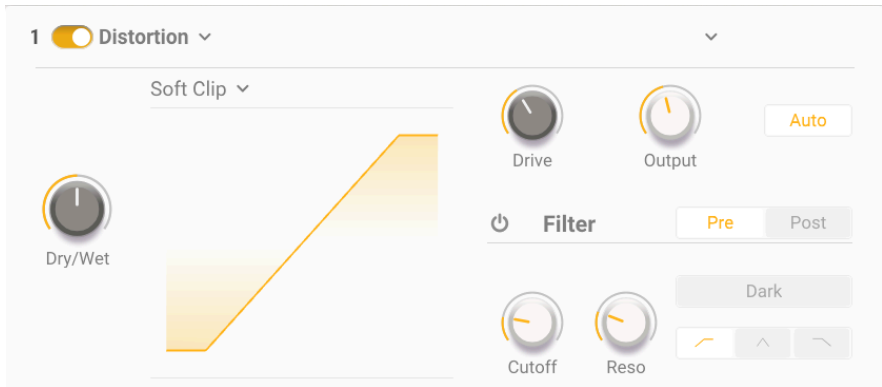 1 Distortion
Soft Clip
Drive
Output
Auto
Dry/Wet
Filter
Pre
Post
Dark
Cutoff
Reso